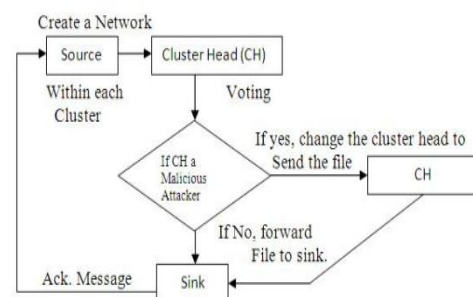 Create a Network
Source
Cluster Head (CH)
Within each
Cluster
Voting
If CH a
Malicious
Attacker
If yes, change the cluster head to
Send the file
CH
If No, forward
File to sink.
Ack. Message
Sink